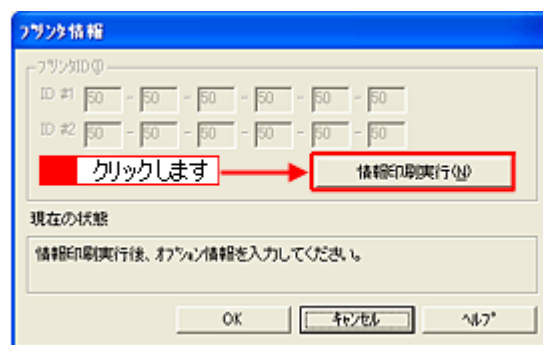 プリンタ情報
プリンタID(I)
ID #1 50 - 50 - 50 - 50 - 50 - 50
ID #2 50 - 50 - 50 - 50 - 50 - 50
クリックします 情報印刷実行(N)
現在の状態
情報印刷実行後、オプション情報を入力してください。
OK キャンセル ヘルプ